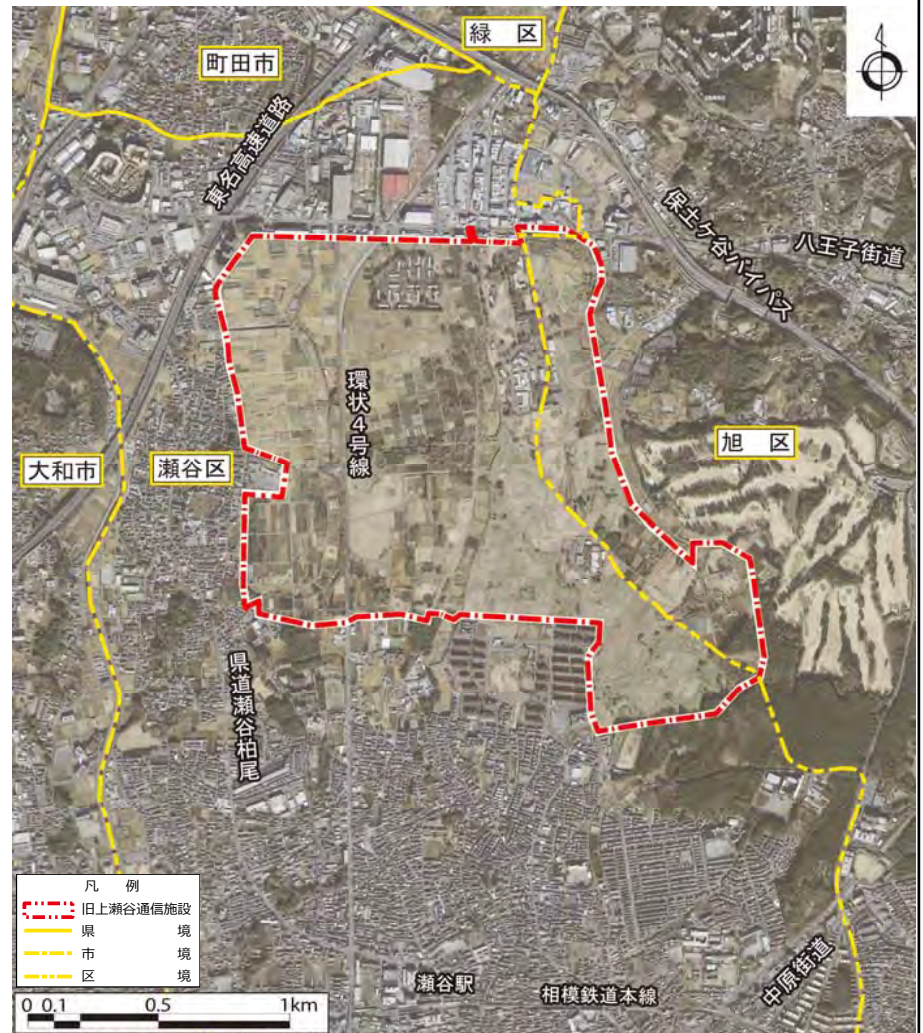 緑 区
町田市
4
東名高速道路
保土ケ谷バイパス
八王子街道
環状4号線
旭 区
大和市
瀬谷区
県道瀬谷柏尾
凡 例
旧上瀬谷通信施設
県 境
市 境
区 境
瀬谷駅
相模鉄道本線
中原街道
0 0.1 0.5 1km